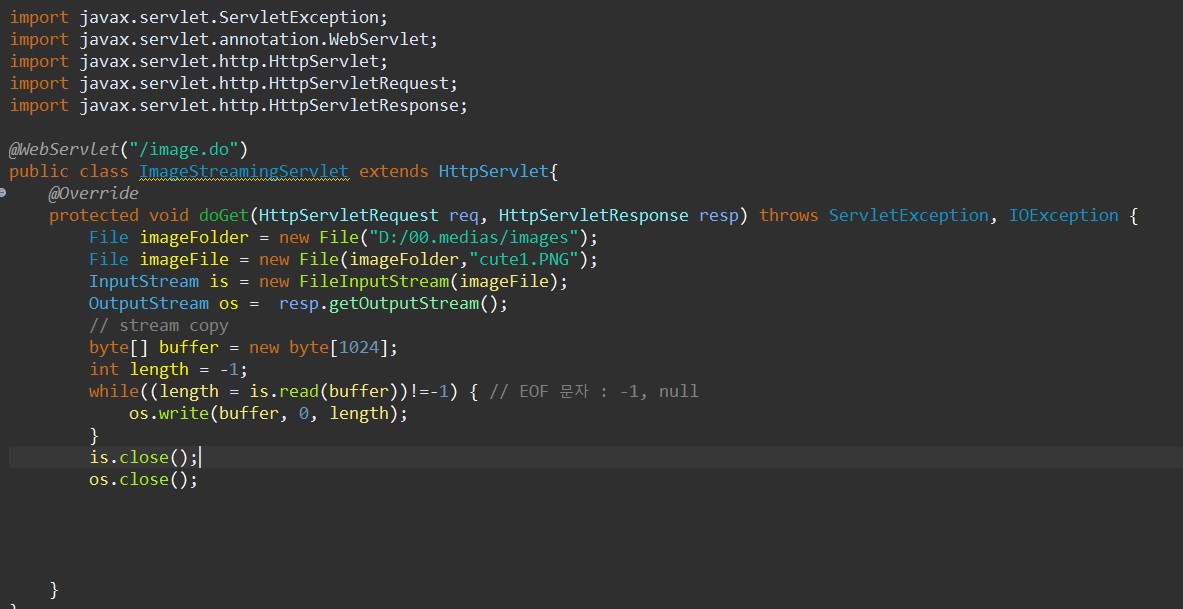 import javax.servlet.ServletException;
import javax.servlet.annotation.WebServlet;
import javax.servlet.http.HttpServlet;
import javax.servlet.http.HttpServletRequest;
import javax.servlet.http.HttpServletResponse;
@WebServlet("/image.do")
public class ImageStreamingServlet extends HttpServlet{
@Override
protected void doGet(HttpServletRequest req, HttpServletResponse resp) throws ServletException, IOException {
File imageFolder = new File("D:/00.medias/images");
File imageFile = new File(imageFolder,"cute1.PNG");
InputStream is = new FileInputStream(imageFile);
OutputStream os =  resp.getOutputStream();
// stream copy
byte[] buffer = new byte[1024];
int length = -1;
while((length = is.read(buffer))!=-1) { // EOF 문자 : -1, null
os.write(buffer, 0, length);
}
is.close();
os.close();
}
}